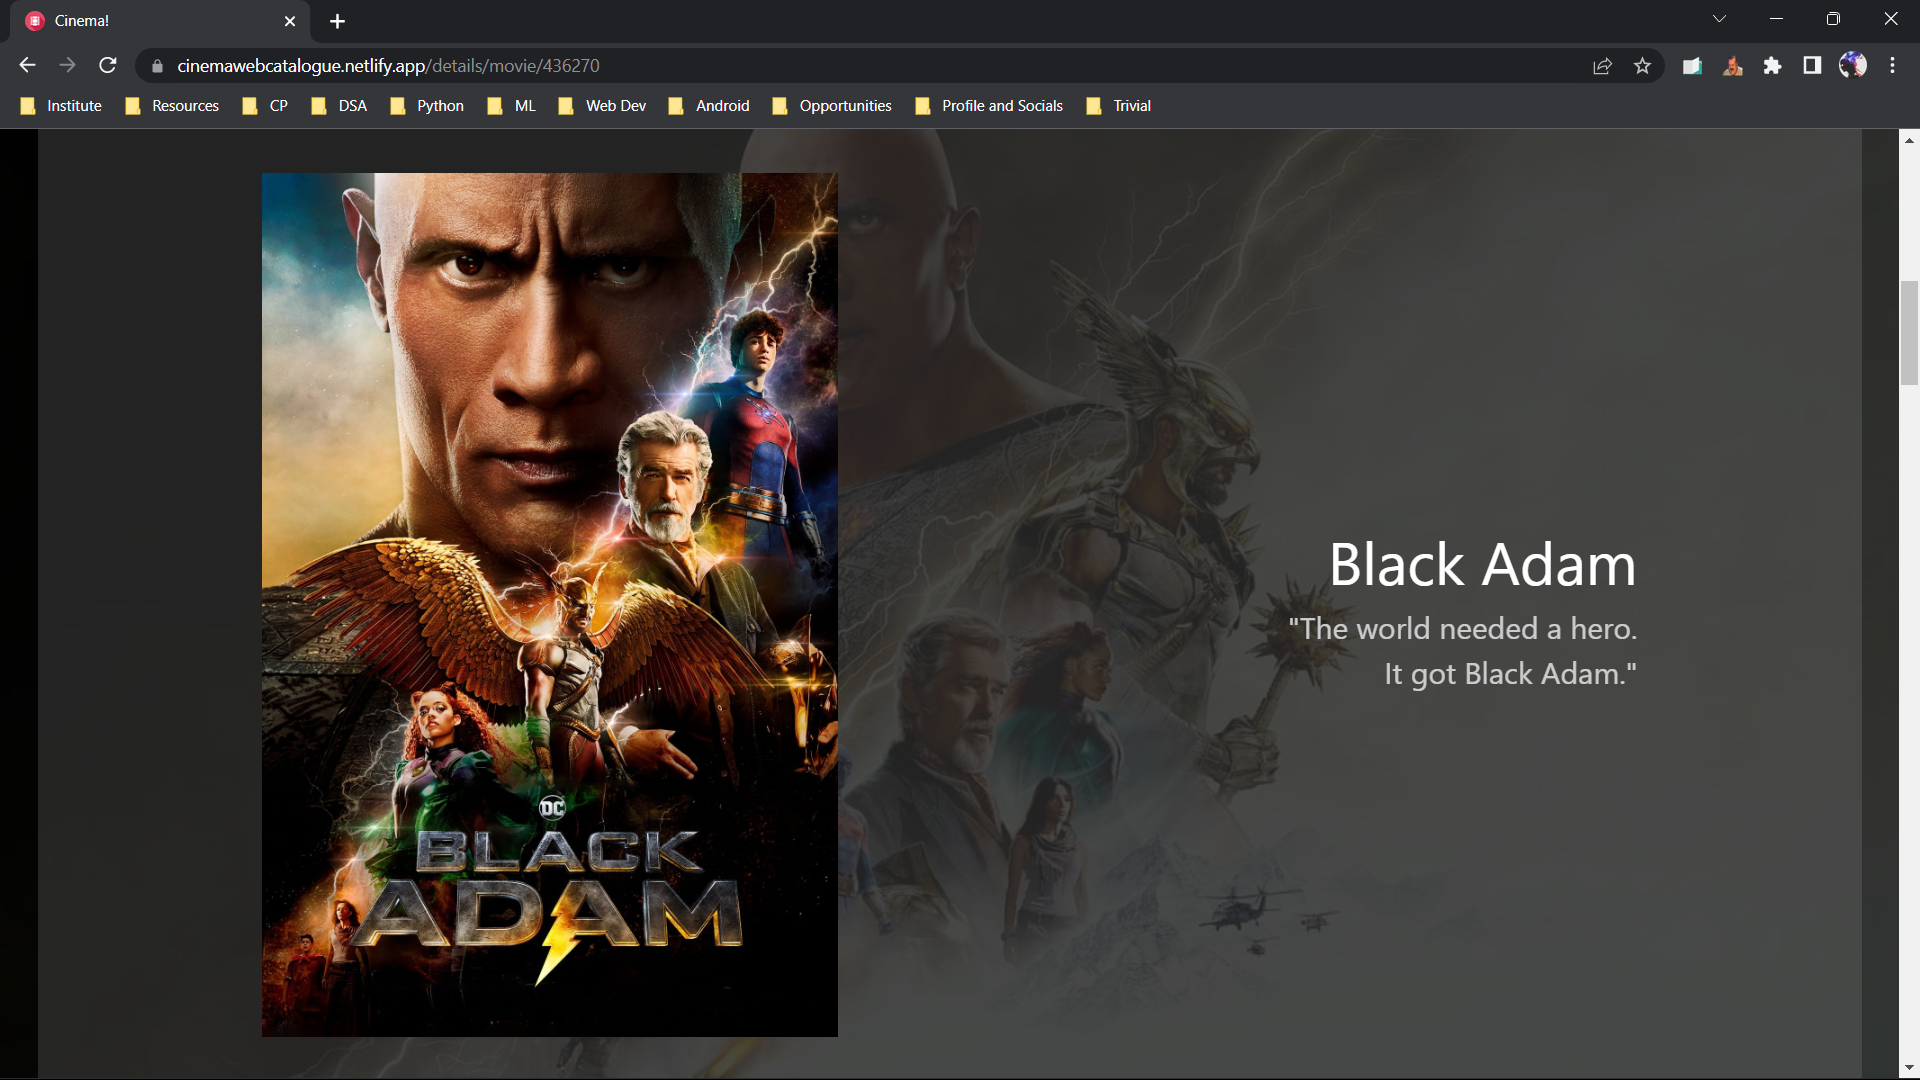 Cinema!
cinemawebcatalogue.netlify.app/details/movie/436270
Institute Resources CP DSA Python ML Web Dev Android Opportunities Profile and Socials Trivial
DC
BLACK
ADAM
Black Adam
"The world needed a hero.
It got Black Adam."